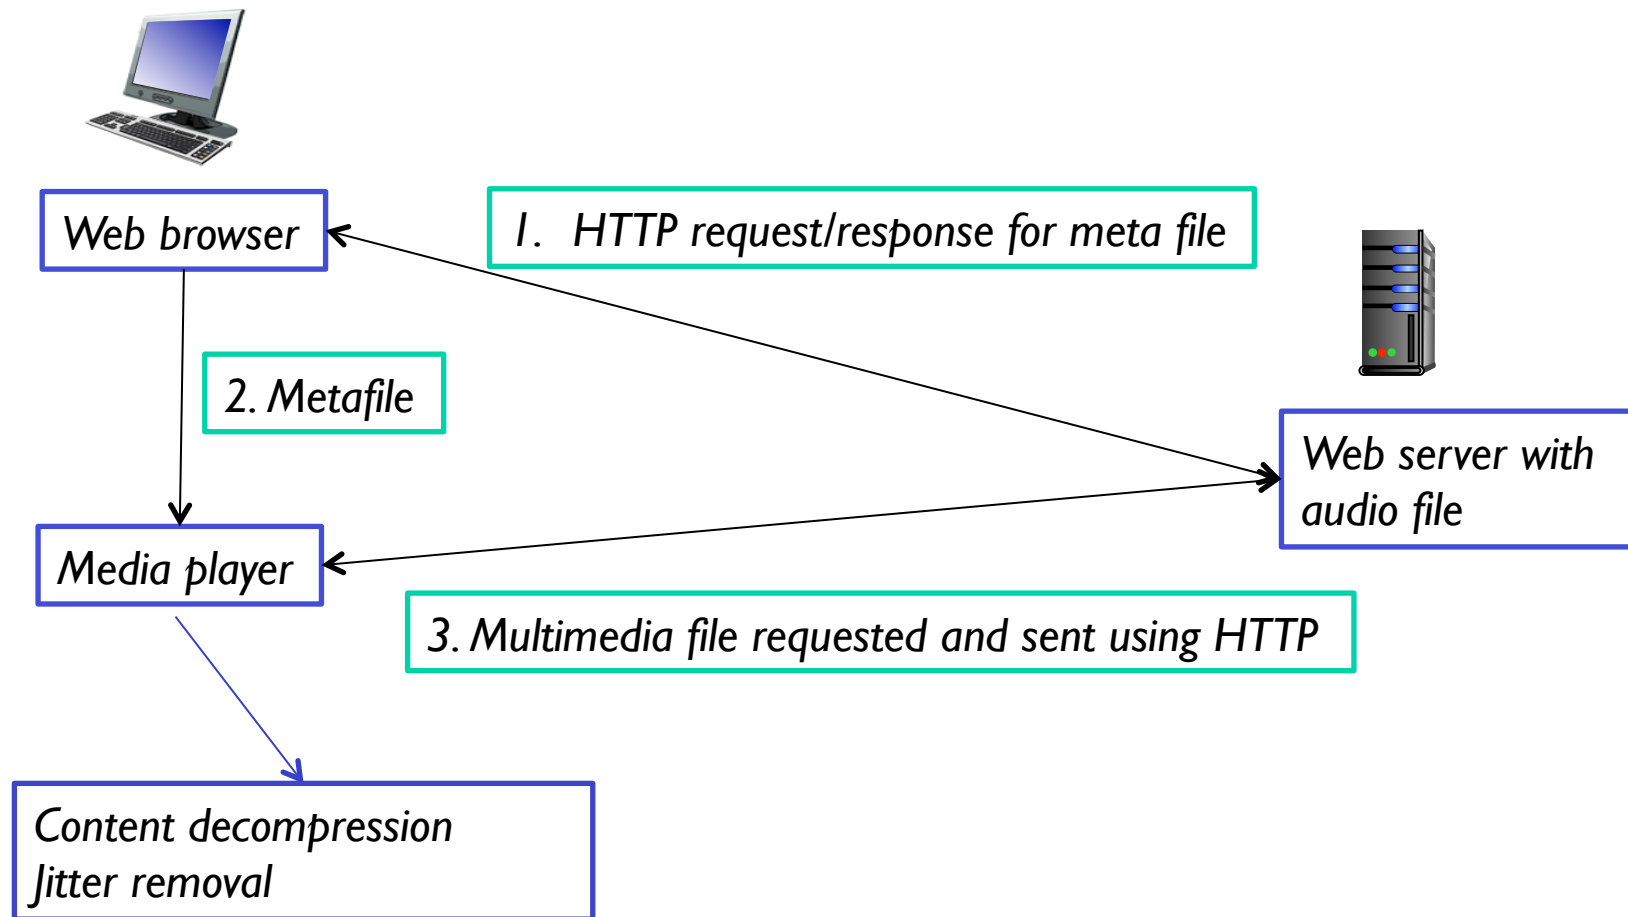 Web browser
1. HTTP request/response for meta file
2. Metafile
Web server with
audio file
Media player
3. Multimedia file requested and sent using HTTP
Content decompression
Jitter removal